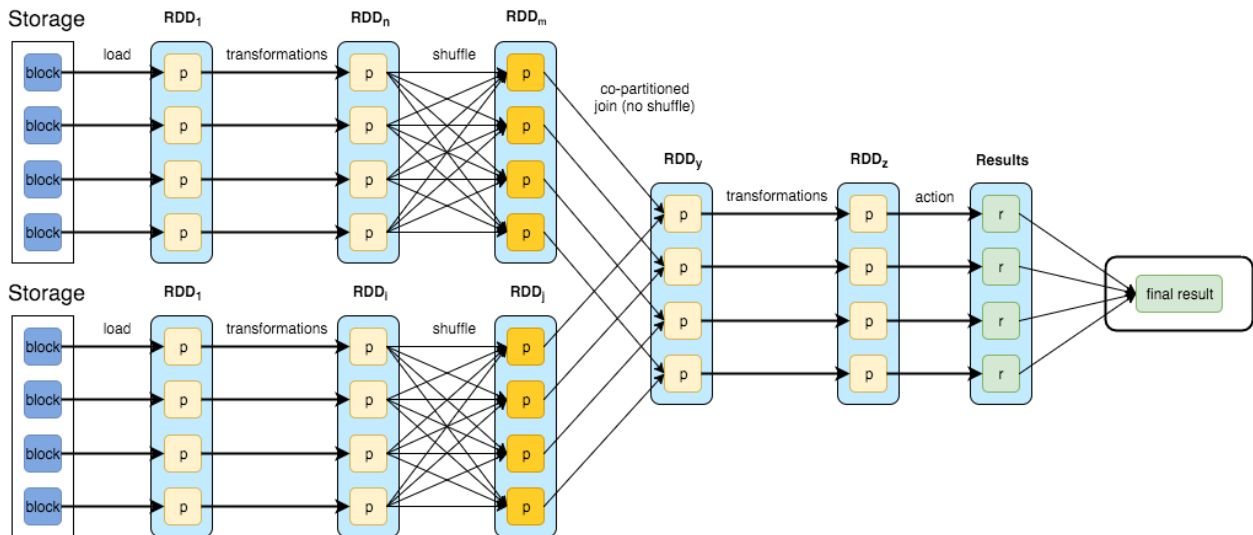 Storage
RDD1
RDDn
RDDm
load
transformations
shuffle
block
p
p
p
block
p
p
p
block
p
p
p
block
p
p
p
co-partitioned
join (no shuffle)
RDDy
RDDz
Results
transformations
action
p
p
r
p
p
r
p
p
r
p
p
r
final result
Storage
RDD1
RDDi
RDDj
load
transformations
shuffle
block
p
p
p
block
p
p
p
block
p
p
p
block
p
p
p